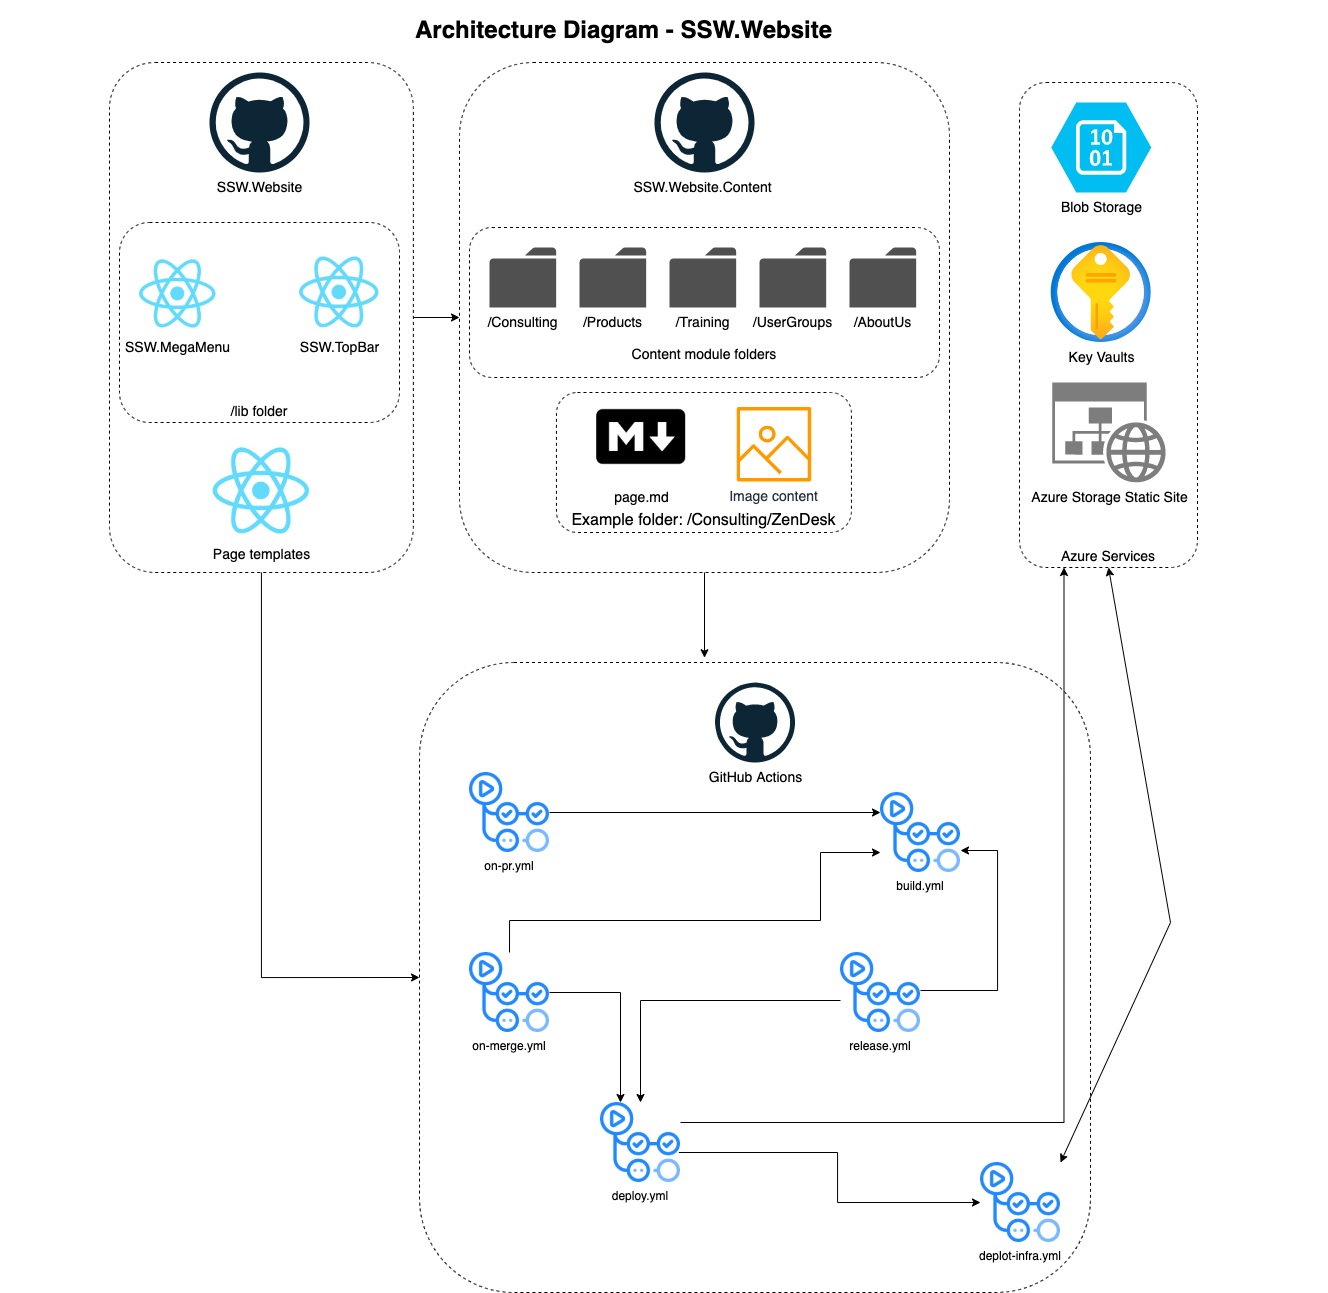 Architecture Diagram - SSW.Website
SSW.Website
SSW.MegaMenu
SSW.TopBar
/lib folder
Page templates
SSW.Website.Content
/Consulting
/Products
/Training
/UserGroups
/AboutUs
Content module folders
M
page.md
Image content
Example folder: /Consulting/ZenDesk
10
01
Blob Storage
Key Vaults
Azure Storage Static Site
Azure Services
GitHub Actions
on-pr.yml
build.yml
on-merge.yml
release.yml
deploy.yml
deplot-infra.yml